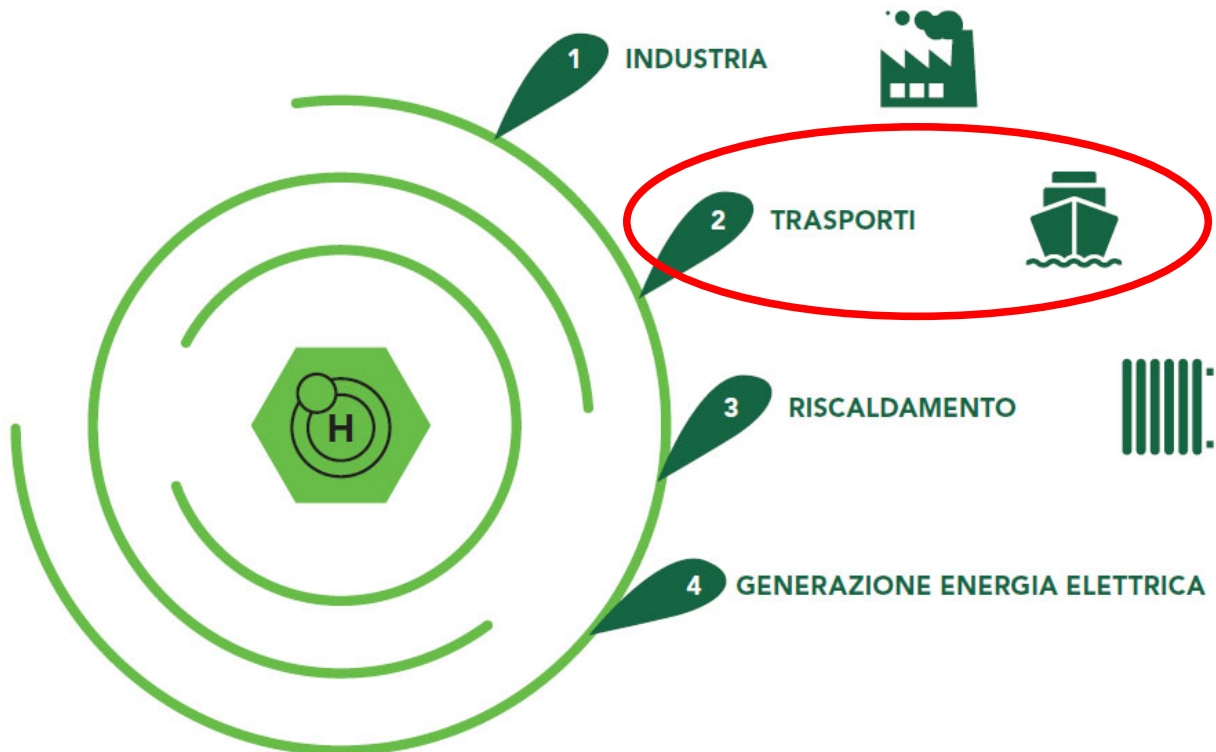 1 INDUSTRIA
2 TRASPORTI
H
3 RISCALDAMENTO
4 GENERAZIONE ENERGIA ELETTRICA